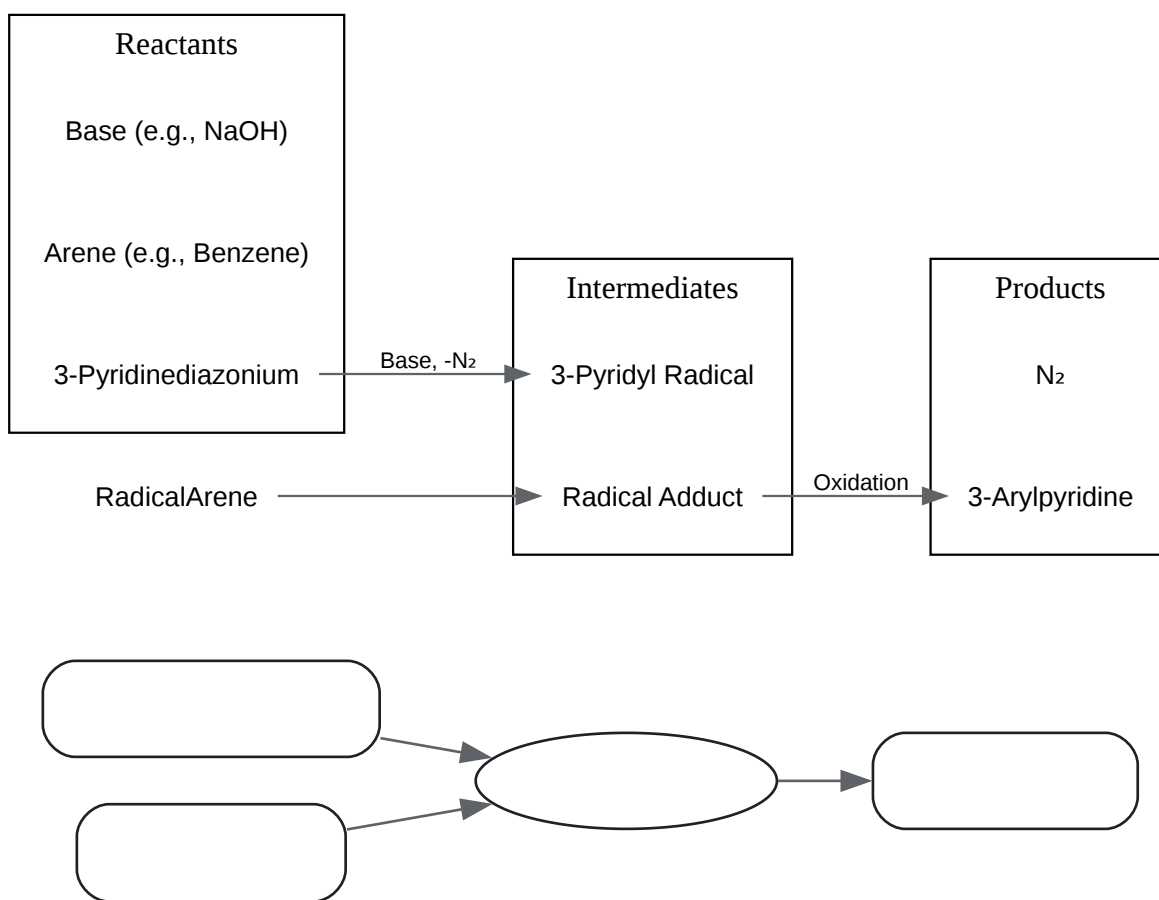 Reactants
Base (e.g., NaOH)
Arene (e.g., Benzene)
3-Pyridinediazonium
Base, -N₂
Intermediates
3-Pyridyl Radical
Products
N₂
RadicalArene
Radical Adduct
Oxidation
3-Arylpyridine